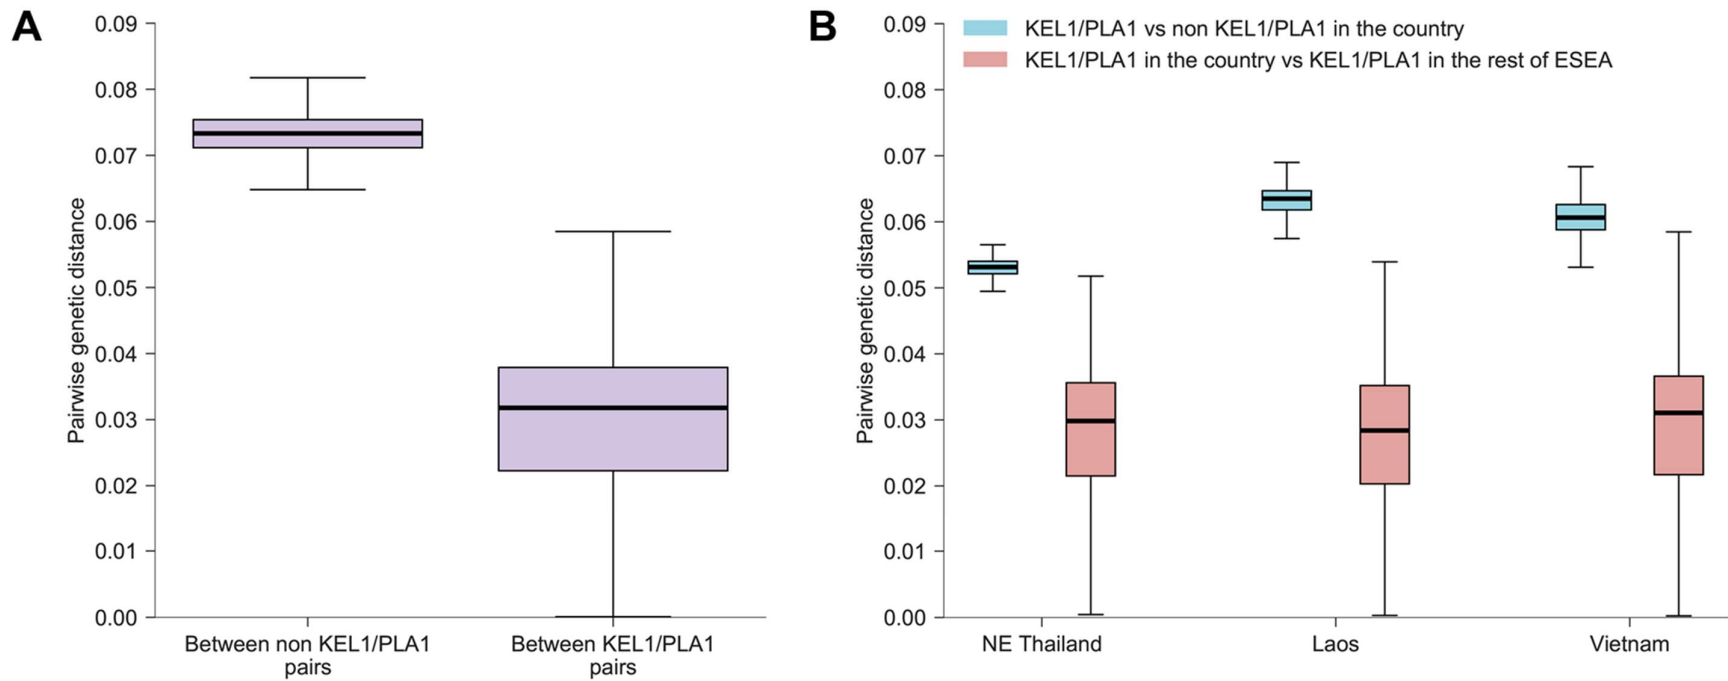 A
Pairwise genetic distance
0.09
0.08
0.07
0.06
0.05
0.04
0.03
0.02
0.01
0.00
Between non KEL1/PLA1
pairs
Between KEL1/PLA1
pairs
B
KEL1/PLA1 vs non KEL1/PLA1 in the country
KEL1/PLA1 in the country vs KEL1/PLA1 in the rest of ESEA
Pairwise genetic distance
0.09
0.08
0.07
0.06
0.05
0.04
0.03
0.02
0.01
0.00
NE Thailand
Laos
Vietnam